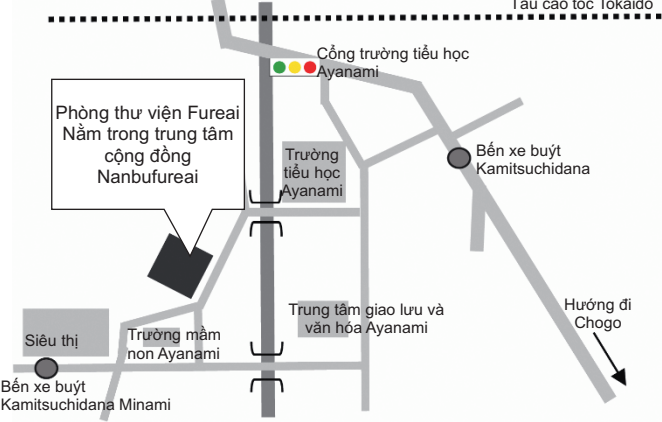 Tàu cao tốc Tokaido
Cổng trường tiểu học
Ayanami
Phòng thư viện Fureai
Nằm trong trung tâm
cộng đồng
Nanbufureai
Trường
tiểu học
Ayanami
Bến xe buýt
Kamitsuchidana
Trung tâm giao lưu và
văn hóa Ayanami
Hướng đi
Chogo
Siêu thị
Trường mầm
non Ayanami
Bến xe buýt
Kamitsuchidana Minami